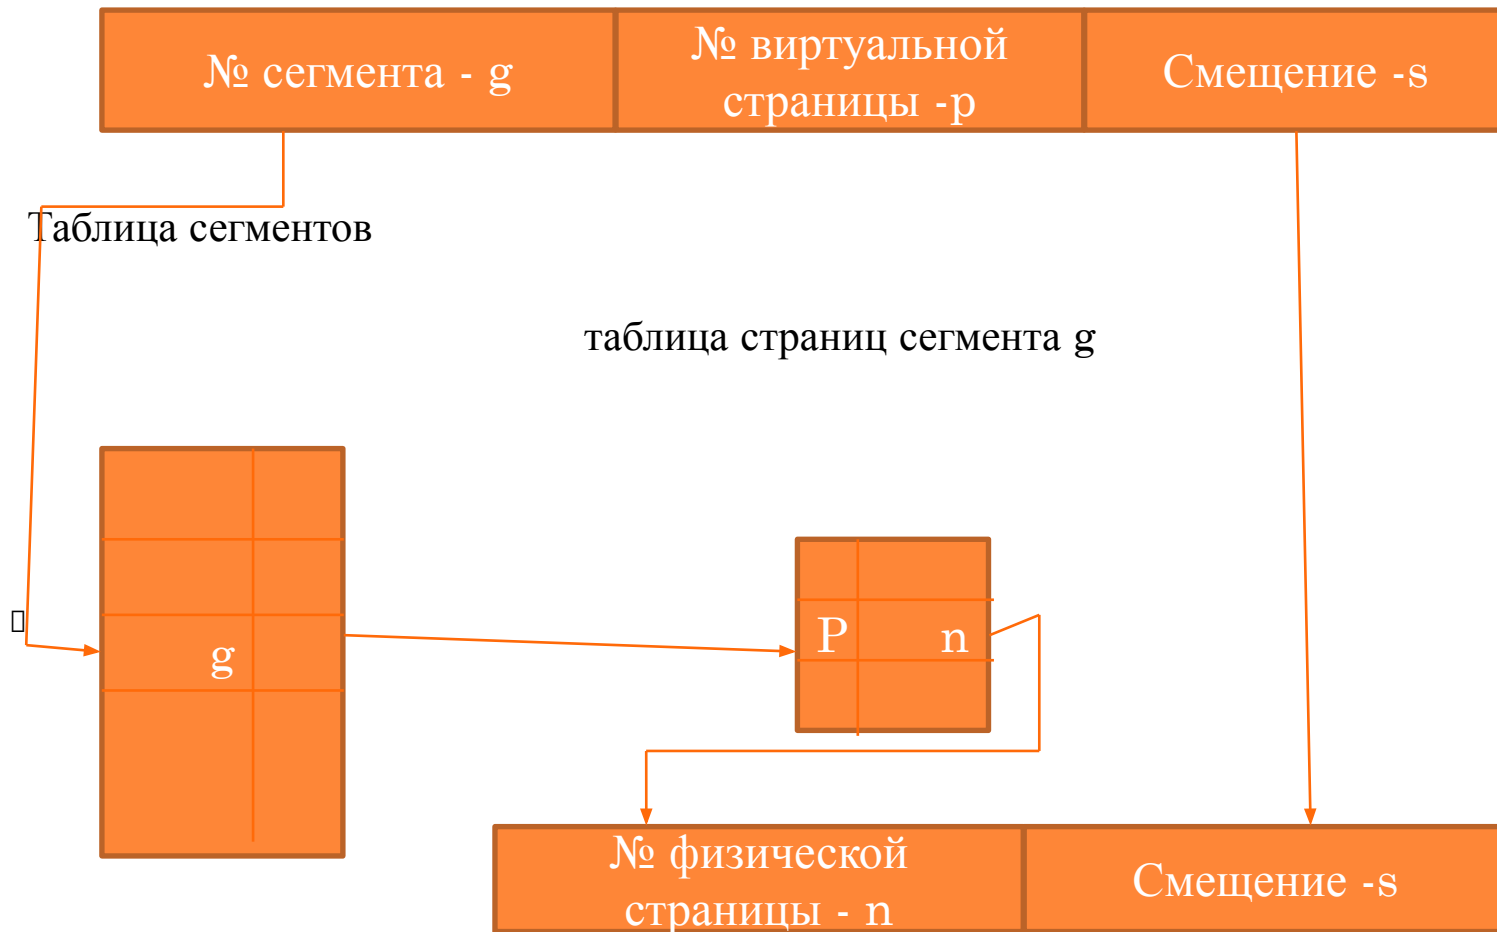 № сегмента - g
№ виртуальной
страницы -p
Смещение -s
Таблица сегментов
таблица страниц сегмента g
g
P
n
№ физической
страницы - n
Смещение -s